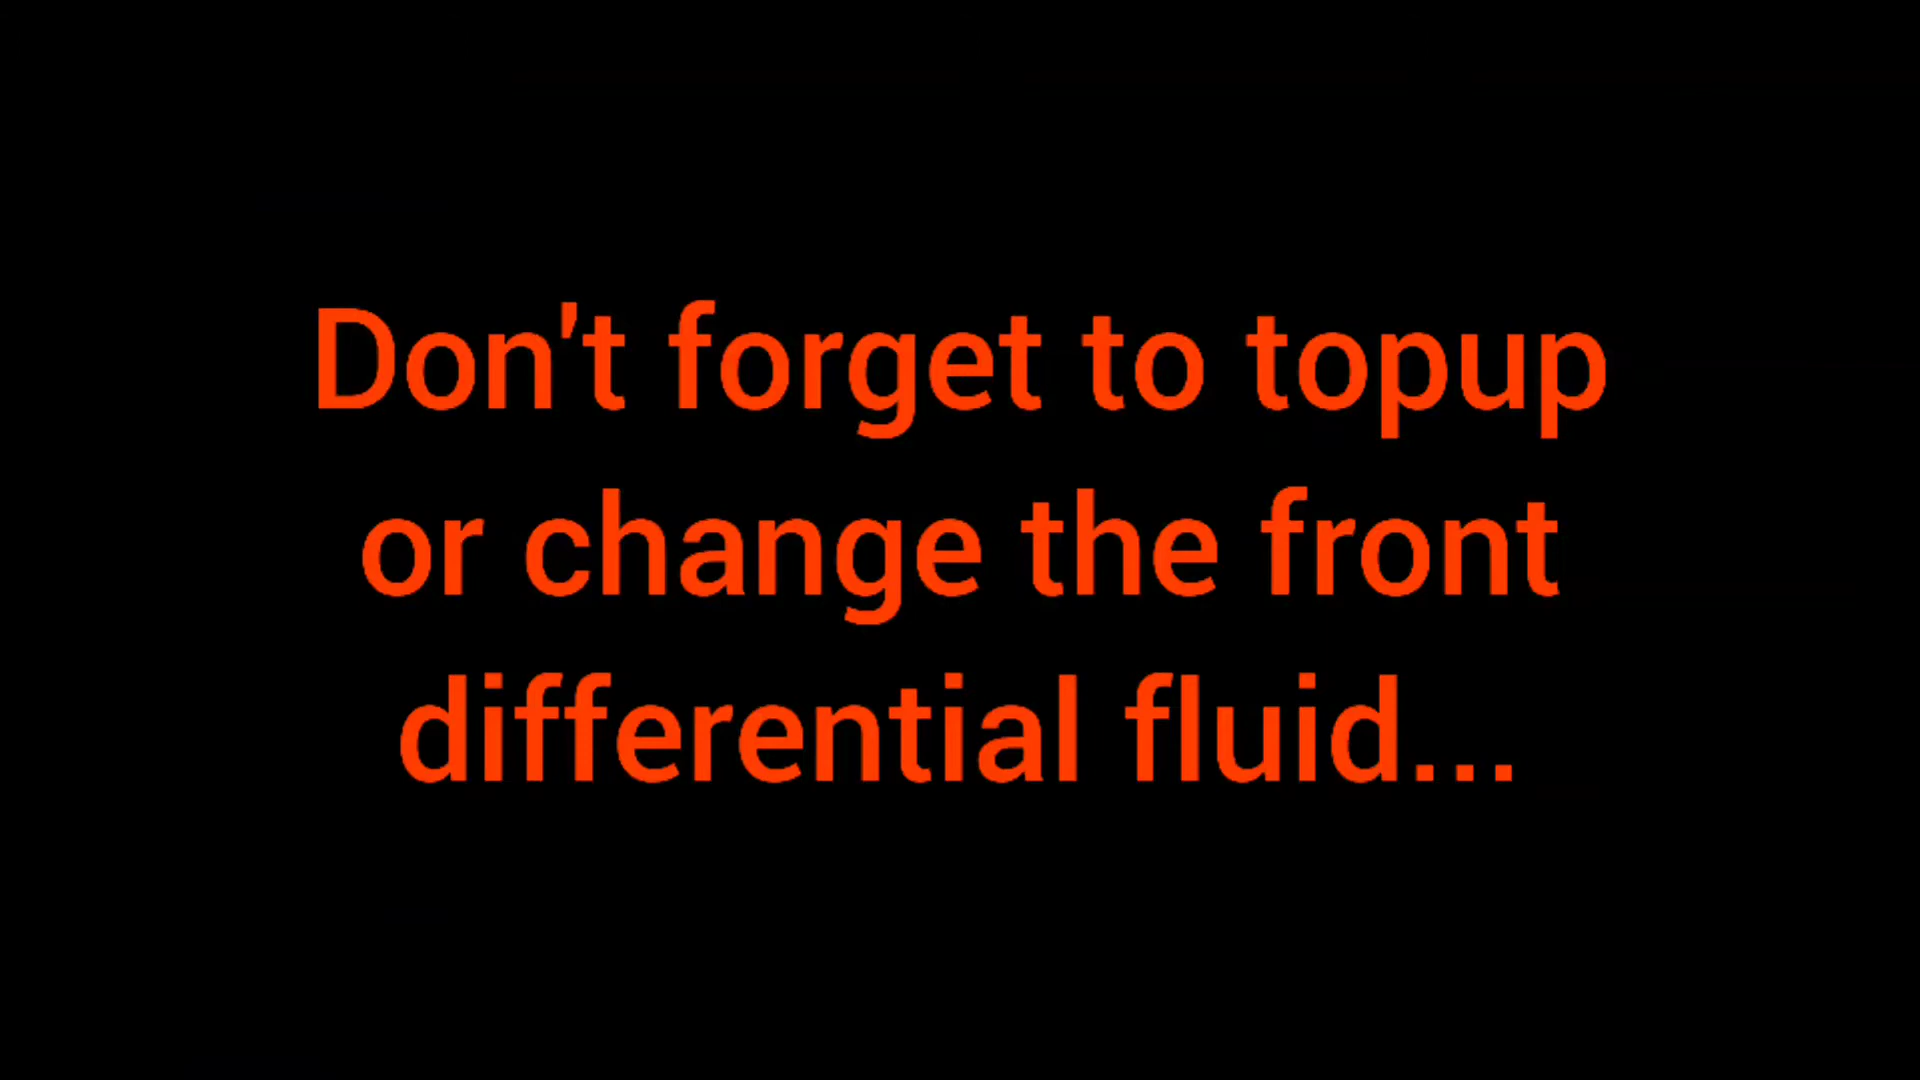 Don't forget to topup
or change the front
differential fluid...